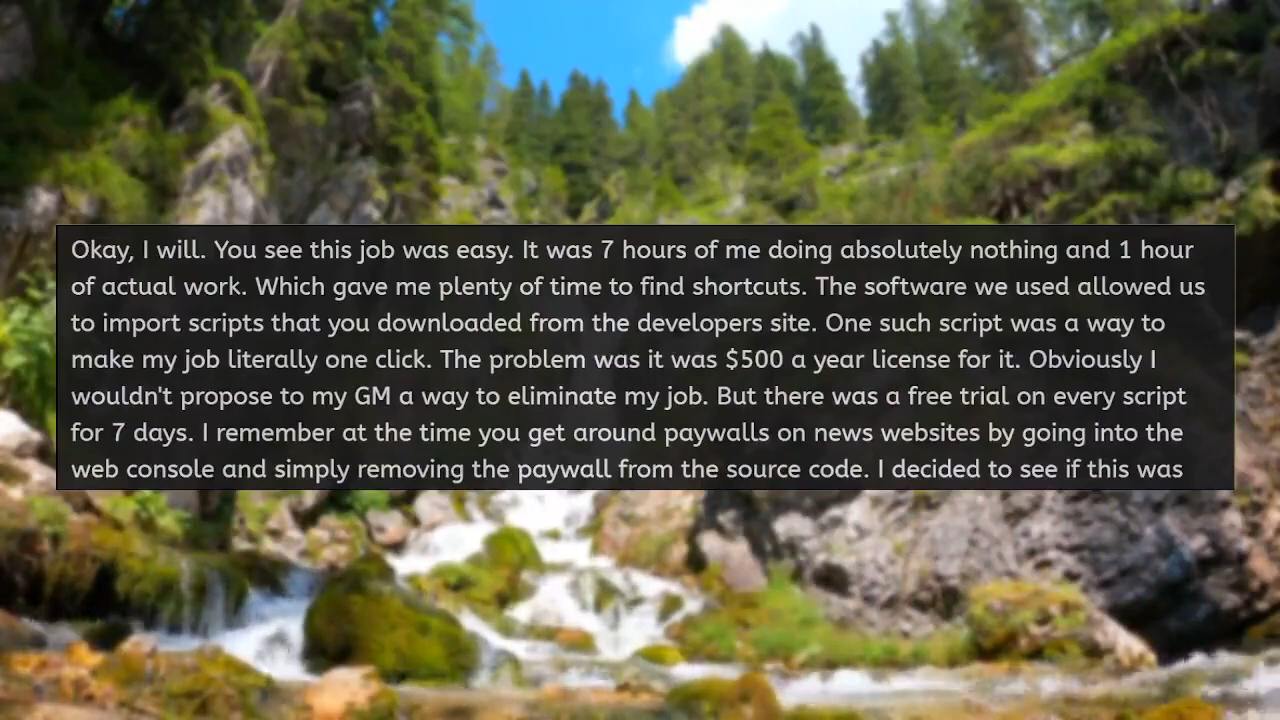 Okay, I will. You see this job was easy. It was 7 hours of me doing absolutely nothing and 1 hour
of actual work. Which gave me plenty of time to find shortcuts. The software we used allowed us
to import scripts that you downloaded from the developers site. One such script was a way to
make my job literally one click. The problem was it was $500 a year license for it. Obviously I
wouldn't propose to my GM a way to eliminate my job. But there was a free trial on every script
for 7 days. I remember at the time you get around paywalls on news websites by going into the
web console and simply removing the paywall from the source code. I decided to see if this was